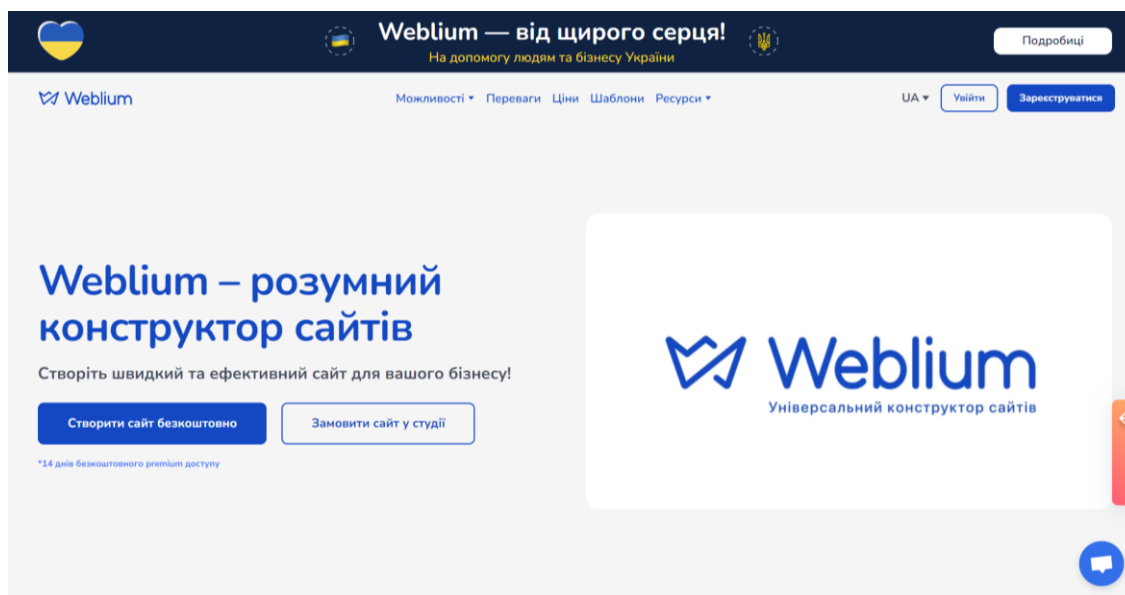 Weblium — від щирого серця!
На допомогу людям та бізнесу України
Подробиці
Weblium
Можливості Переваги Ціни Шаблони Ресурси
UA
Увійти
Зареєструватися
Weblium – розумний
конструктор сайтів
Створіть швидкий та ефективний сайт для вашого бізнесу!
Створити сайт безкоштовно
Замовити сайт у студії
*14 днів безкоштовного premium доступу
Weblium
Універсальний конструктор сайтів